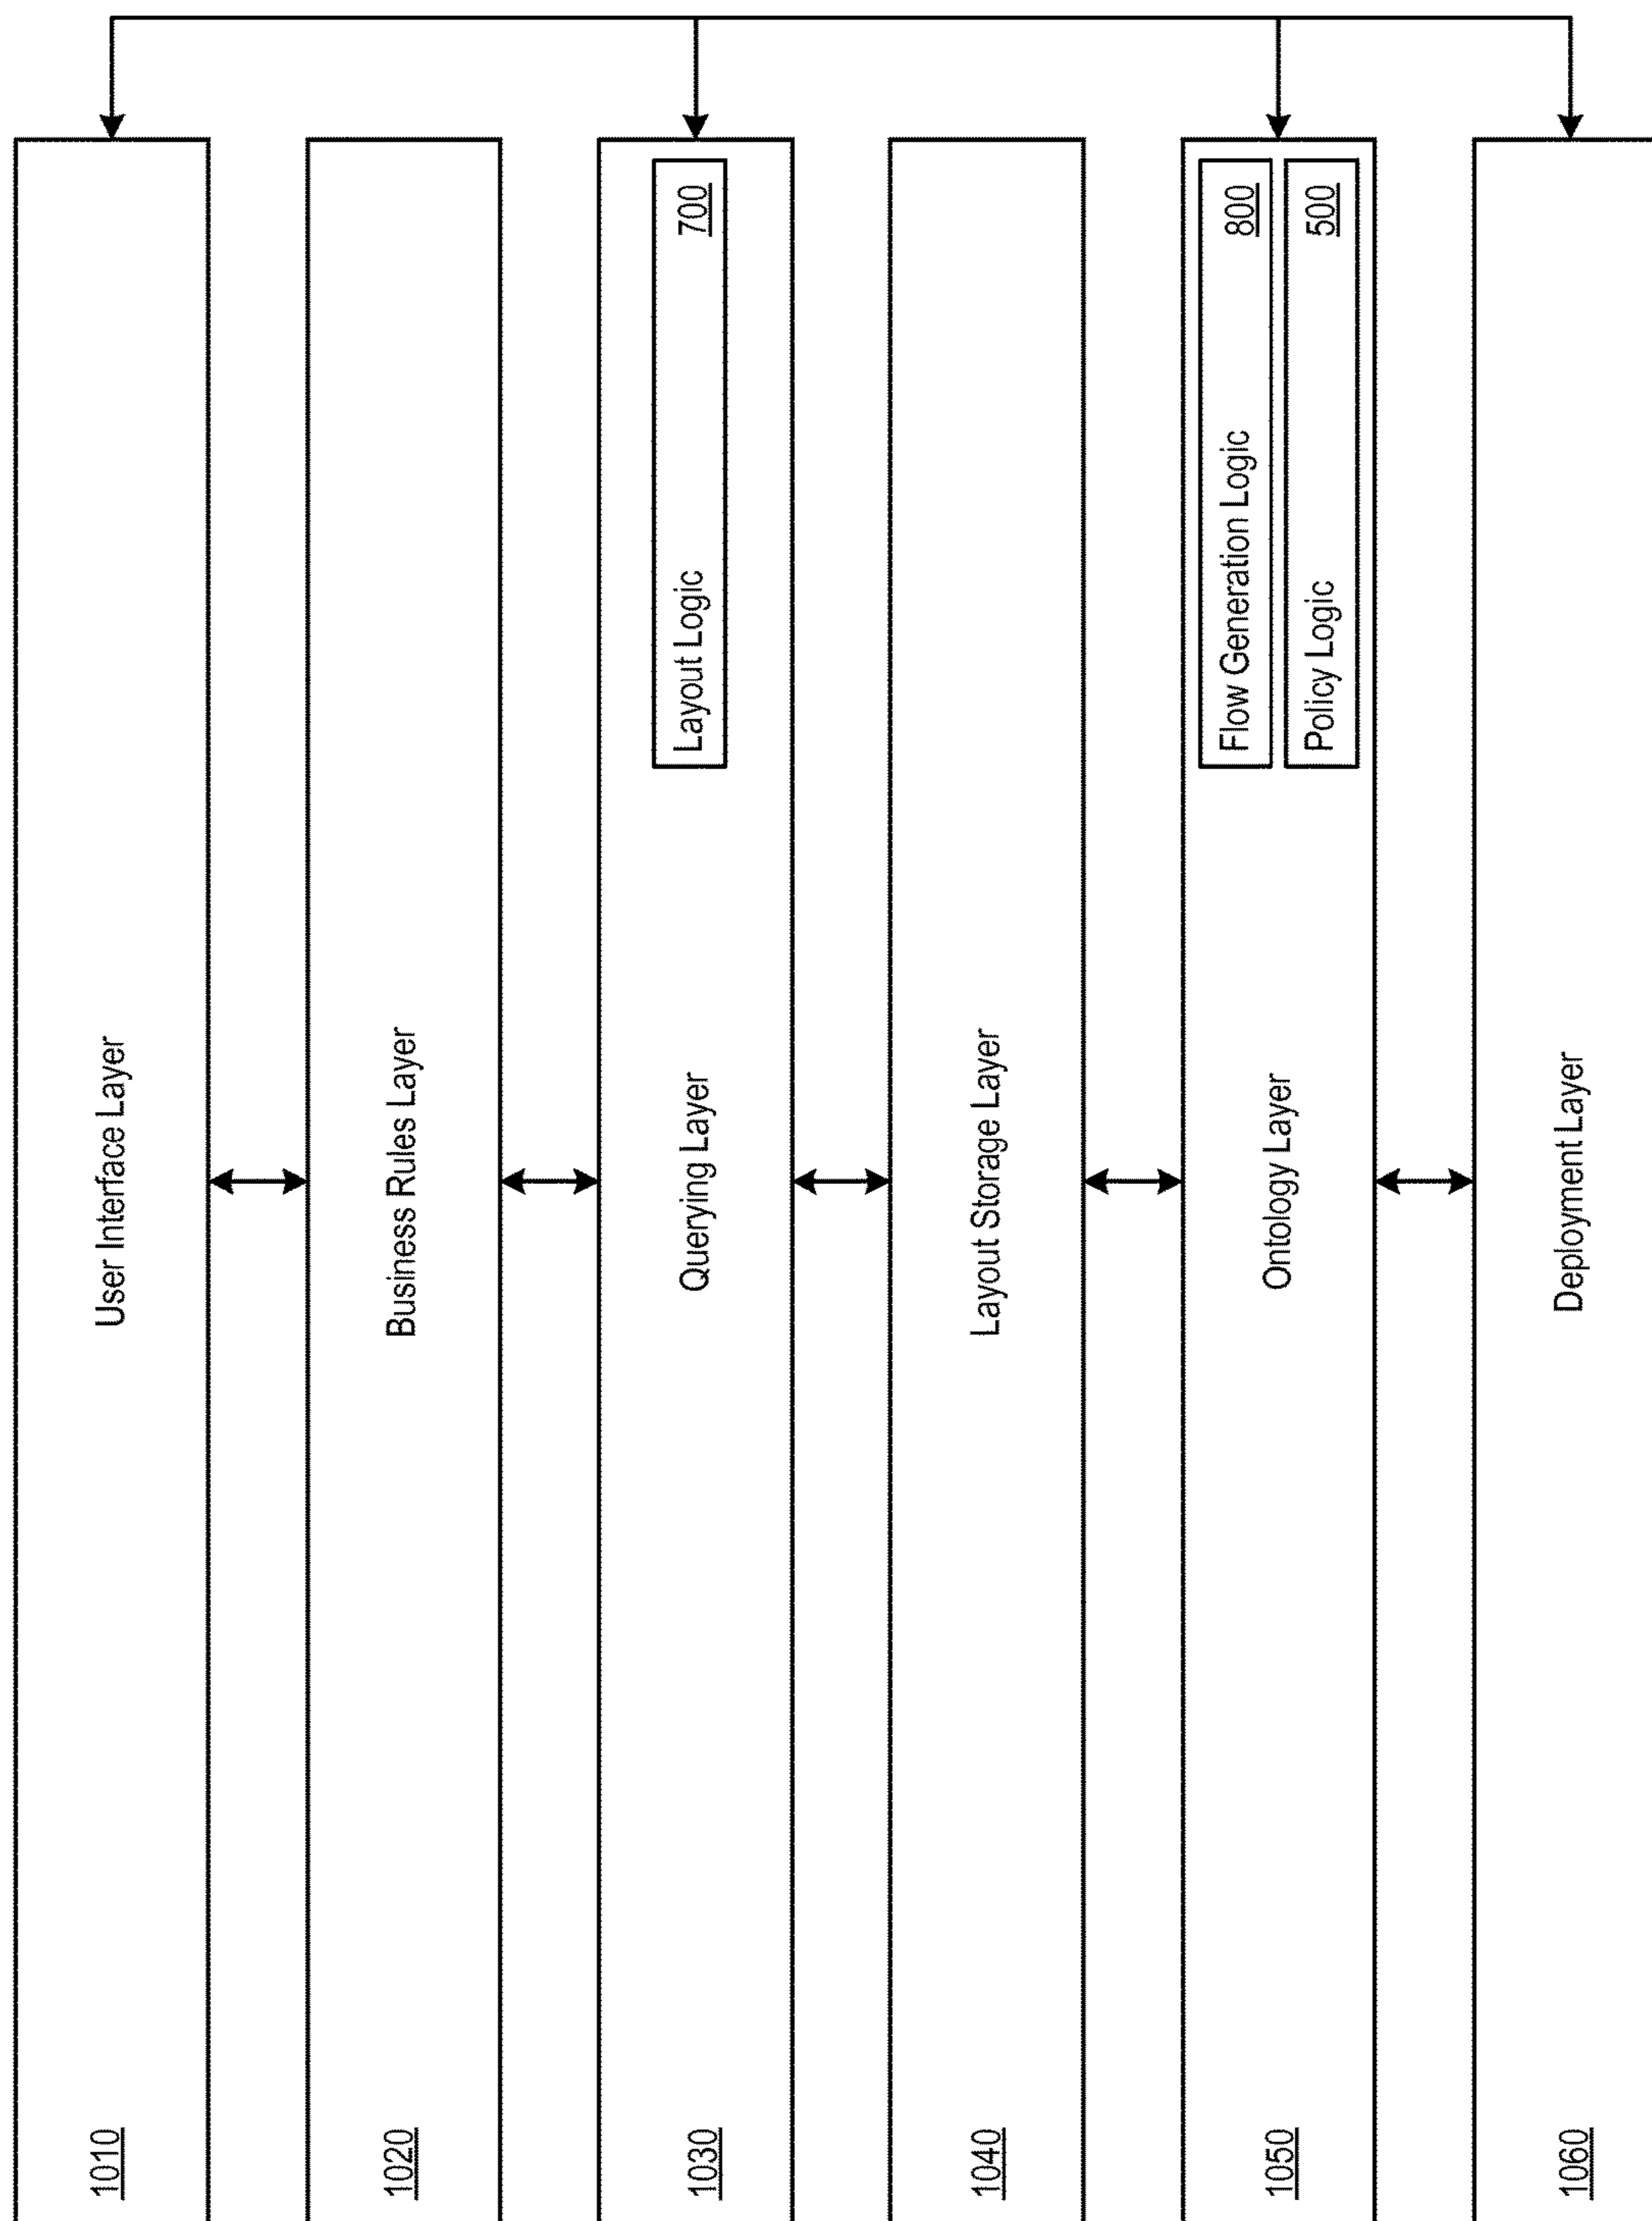 1010
User Interface Layer
1020
Business Rules Layer
1030
Querying Layer
Layout Logic
700
1040
Layout Storage Layer
1050
Ontology Layer
Flow Generation Logic
800
Policy Logic
500
1060
Deployment Layer